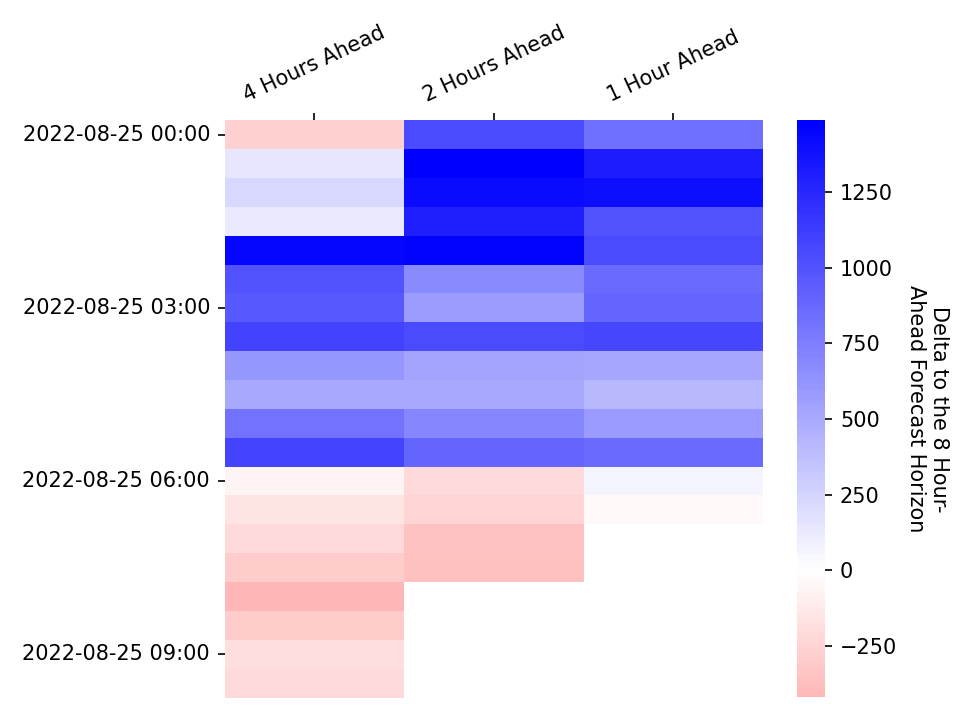 4 Hours Ahead
2 Hours Ahead
1 Hour Ahead
2022-08-25 00:00
2022-08-25 03:00
2022-08-25 06:00
2022-08-25 09:00
1250
1000
750
500
250
0
−250
Delta to the 8 Hour-
Ahead Forecast Horizon